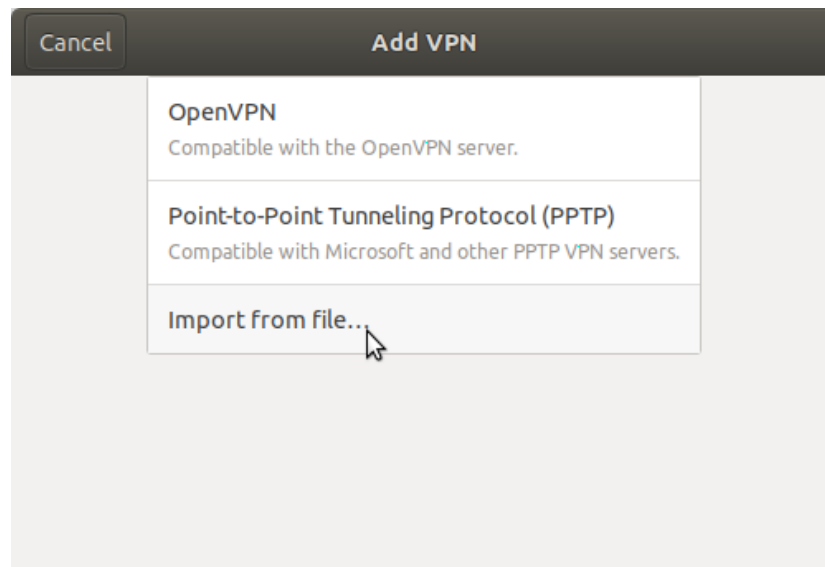 Cancel
Add VPN
OpenVPN
Compatible with the OpenVPN server.
Point-to-Point Tunneling Protocol (PPTP)
Compatible with Microsoft and other PPTP VPN servers.
Import from file…